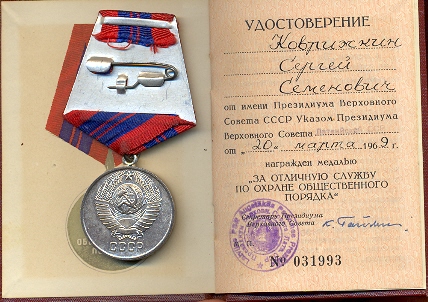 СССР
УДОСТОВЕРЕНИЕ
Коврижкин
Сергей
Семенович
от имени Президиума Верховного
Совета СССР Указом Президиума
Верховного Совета
от „20" марта 1969 г.
награжден медалью
"ЗА ОТЛИЧНУЮ СЛУЖБУ
ПО ОХРАНЕ ОБЩЕСТВЕННОГО
ПОРЯДКА"
Секретарь Президиума
Верховного Совета
№ 031993